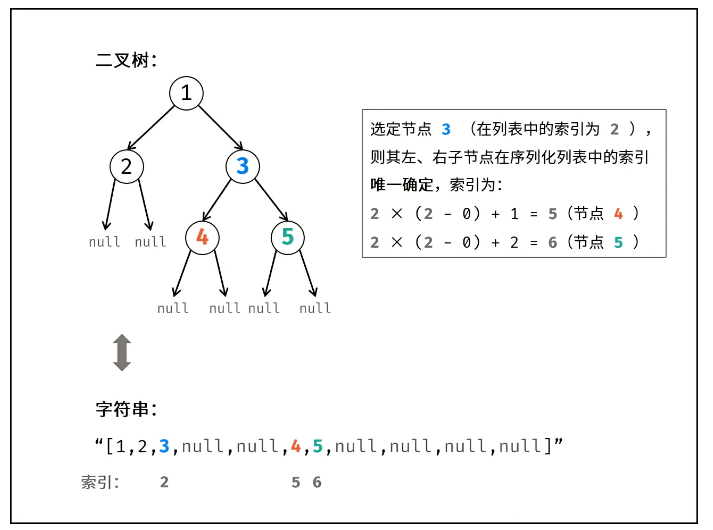 二叉树：
1
2
3
选定节点 3 （在列表中的索引为 2 ），
则其左、右子节点在序列化列表中的索引
唯一确定，索引为：
2 × (2 - 0) + 1 = 5（节点 4 ）
2 × (2 - 0) + 2 = 6（节点 5 ）
null null
4
5
null null null null
字符串：
“[1,2,3,null,null,4,5,null,null,null,null]”
索引： 2 5 6